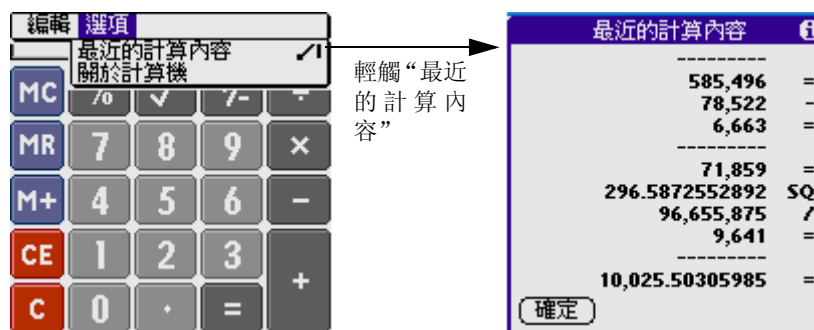 編輯 選項
最近的計算內容 ∕I
關於計算機
MC % √ +/- ÷
MR 7 8 9 ×
M+ 4 5 6 −
CE 1 2 3
C 0 · = +
輕觸“最近
的計算內
容”
最近的計算內容 i
---------
585,496 =
78,522 -
6,663 =
---------
71,859 =
296.5872552892 SQ
96,655,875 /
9,641 =
---------
10,025.50305985 =
確定